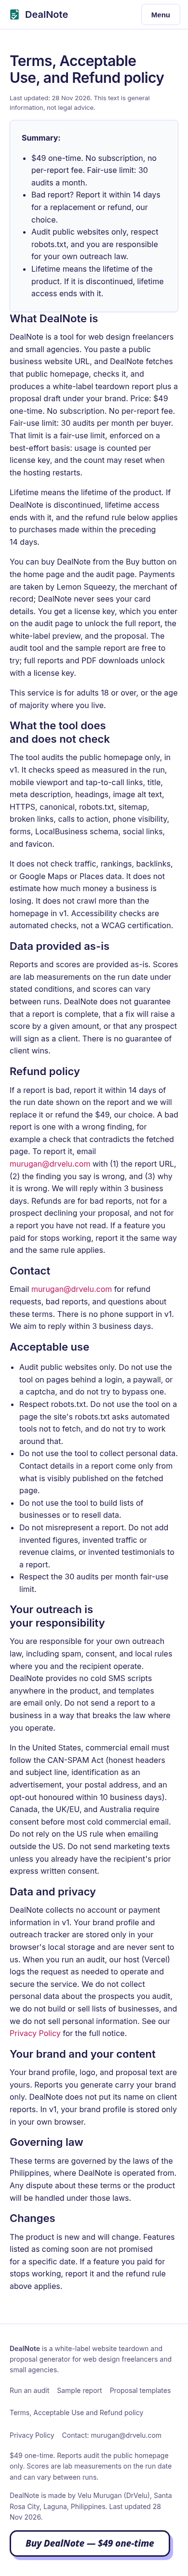 DealNote
Menu
Terms, Acceptable
Use, and Refund policy
Last updated: 28 Nov 2026. This text is general
information, not legal advice.
Summary:
$49 one-time. No subscription, no
per-report fee. Fair-use limit: 30
audits a month.
Bad report? Report it within 14 days
for a replacement or refund, our
choice.
Audit public websites only, respect
robots.txt, and you are responsible
for your own outreach law.
Lifetime means the lifetime of the
product. If it is discontinued, lifetime
access ends with it.
What DealNote is
DealNote is a tool for web design freelancers
and small agencies. You paste a public
business website URL, and DealNote fetches
that public homepage, checks it, and
produces a white-label teardown report plus a
proposal draft under your brand. Price: $49
one-time. No subscription. No per-report fee.
Fair-use limit: 30 audits per month per buyer.
That limit is a fair-use limit, enforced on a
best-effort basis: usage is counted per
license key, and the count may reset when
the hosting restarts.
Lifetime means the lifetime of the product. If
DealNote is discontinued, lifetime access
ends with it, and the refund rule below applies
to purchases made within the preceding
14 days.
You can buy DealNote from the Buy button on
the home page and the audit page. Payments
are taken by Lemon Squeezy, the merchant of
record; DealNote never sees your card
details. You get a license key, which you enter
on the audit page to unlock the full report, the
white-label preview, and the proposal. The
audit tool and the sample report are free to
try; full reports and PDF downloads unlock
with a license key.
This service is for adults 18 or over, or the age
of majority where you live.
What the tool does
and does not check
The tool audits the public homepage only, in
v1. It checks speed as measured in the run,
mobile viewport and tap-to-call links, title,
meta description, headings, image alt text,
HTTPS, canonical, robots.txt, sitemap,
broken links, calls to action, phone visibility,
forms, LocalBusiness schema, social links,
and favicon.
It does not check traffic, rankings, backlinks,
or Google Maps or Places data. It does not
estimate how much money a business is
losing. It does not crawl more than the
homepage in v1. Accessibility checks are
automated checks, not a WCAG certification.
Data provided as-is
Reports and scores are provided as-is. Scores
are lab measurements on the run date under
stated conditions, and scores can vary
between runs. DealNote does not guarantee
that a report is complete, that a fix will raise a
score by a given amount, or that any prospect
will sign as a client. There is no guarantee of
client wins.
Refund policy
If a report is bad, report it within 14 days of
the run date shown on the report and we will
replace it or refund the $49, our choice. A bad
report is one with a wrong finding, for
example a check that contradicts the fetched
page. To report it, email
murugan@drvelu.com with (1) the report URL,
(2) the finding you say is wrong, and (3) why
it is wrong. We will reply within 3 business
days. Refunds are for bad reports, not for a
prospect declining your proposal, and not for
a report you have not read. If a feature you
paid for stops working, report it the same way
and the same rule applies.
Contact
Email murugan@drvelu.com for refund
requests, bad reports, and questions about
these terms. There is no phone support in v1.
We aim to reply within 3 business days.
Acceptable use
Audit public websites only. Do not use the
tool on pages behind a login, a paywall, or
a captcha, and do not try to bypass one.
Respect robots.txt. Do not use the tool on a
page the site's robots.txt asks automated
tools not to fetch, and do not try to work
around that.
Do not use the tool to collect personal data.
Contact details in a report come only from
what is visibly published on the fetched
page.
Do not use the tool to build lists of
businesses or to resell data.
Do not misrepresent a report. Do not add
invented figures, invented traffic or
revenue claims, or invented testimonials to
a report.
Respect the 30 audits per month fair-use
limit.
Your outreach is
your responsibility
You are responsible for your own outreach
law, including spam, consent, and local rules
where you and the recipient operate.
DealNote provides no cold SMS scripts
anywhere in the product, and templates
are email only. Do not send a report to a
business in a way that breaks the law where
you operate.
In the United States, commercial email must
follow the CAN-SPAM Act (honest headers
and subject line, identification as an
advertisement, your postal address, and an
opt-out honoured within 10 business days).
Canada, the UK/EU, and Australia require
consent before most cold commercial email.
Do not rely on the US rule when emailing
outside the US. Do not send marketing texts
unless you already have the recipient's prior
express written consent.
Data and privacy
DealNote collects no account or payment
information in v1. Your brand profile and
outreach tracker are stored only in your
browser's local storage and are never sent to
us. When you run an audit, our host (Vercel)
logs the request as needed to operate and
secure the service. We do not collect
personal data about the prospects you audit,
we do not build or sell lists of businesses, and
we do not sell personal information. See our
Privacy Policy for the full notice.
Your brand and your content
Your brand profile, logo, and proposal text are
yours. Reports you generate carry your brand
only. DealNote does not put its name on client
reports. In v1, your brand profile is stored only
in your own browser.
Governing law
These terms are governed by the laws of the
Philippines, where DealNote is operated from.
Any dispute about these terms or the product
will be handled under those laws.
Changes
The product is new and will change. Features
listed as coming soon are not promised
for a specific date. If a feature you paid for
stops working, report it and the refund rule
above applies.
DealNote is a white-label website teardown and
proposal generator for web design freelancers and
small agencies.
Run an audit Sample report Proposal templates
Terms, Acceptable Use and Refund policy
Privacy Policy Contact: murugan@drvelu.com
$49 one-time. Reports audit the public homepage
only. Scores are lab measurements on the run date
and can vary between runs.
DealNote is made by Velu Murugan (DrVelu), Santa
Rosa City, Laguna, Philippines. Last updated 28
Nov 2026.
Buy DealNote — $49 one-time